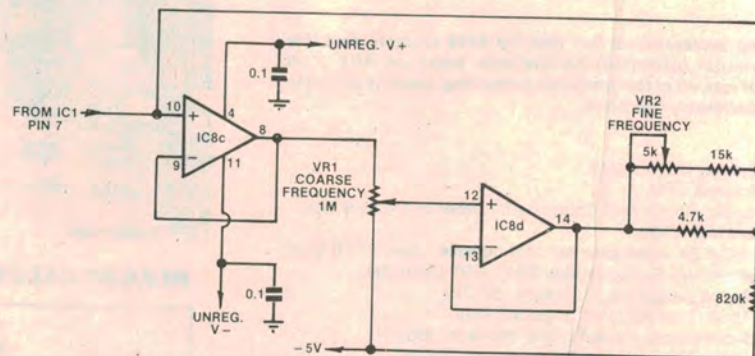 UNREG. V+
0.1
FROM IC1
PIN 7
10
+
4
IC8c
8
9
−
11
VR1
COARSE
FREQUENCY
1M
12
+
IC8d
14
13
−
VR2
FINE
FREQUENCY
5k
15k
4.7k
820k
0.1
UNREG.
V−
−5V